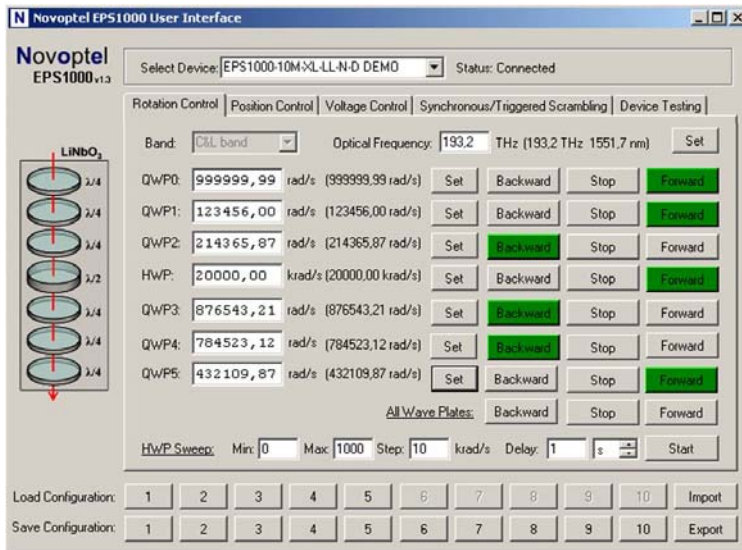 N Novoptel EPS1000 User Interface
Novoptel
EPS1000 v1.3
Select Device: EPS1000-10M-XL-LL-N-D DEMO Status: Connected
Rotation Control Position Control Voltage Control Synchronous/Triggered Scrambling Device Testing
Band: C&L band Optical Frequency: 193,2 THz (193,2 THz 1551,7 nm) Set
LiNbO3
λ/4
λ/4
λ/4
λ/2
λ/4
λ/4
λ/4
QWP0: 999999,99 rad/s (999999,99 rad/s) Set Backward Stop Forward
QWP1: 123456,00 rad/s (123456,00 rad/s) Set Backward Stop Forward
QWP2: 214365,87 rad/s (214365,87 rad/s) Set Backward Stop Forward
HWP: 20000,00 krad/s (20000,00 krad/s) Set Backward Stop Forward
QWP3: 876543,21 rad/s (876543,21 rad/s) Set Backward Stop Forward
QWP4: 784523,12 rad/s (784523,12 rad/s) Set Backward Stop Forward
QWP5: 432109,87 rad/s (432109,87 rad/s) Set Backward Stop Forward
All Wave Plates: Backward Stop Forward
HWP Sweep: Min: 0 Max: 1000 Step: 10 krad/s Delay: 1 s Start
Load Configuration: 1 2 3 4 5 6 7 8 9 10 Import
Save Configuration: 1 2 3 4 5 6 7 8 9 10 Export